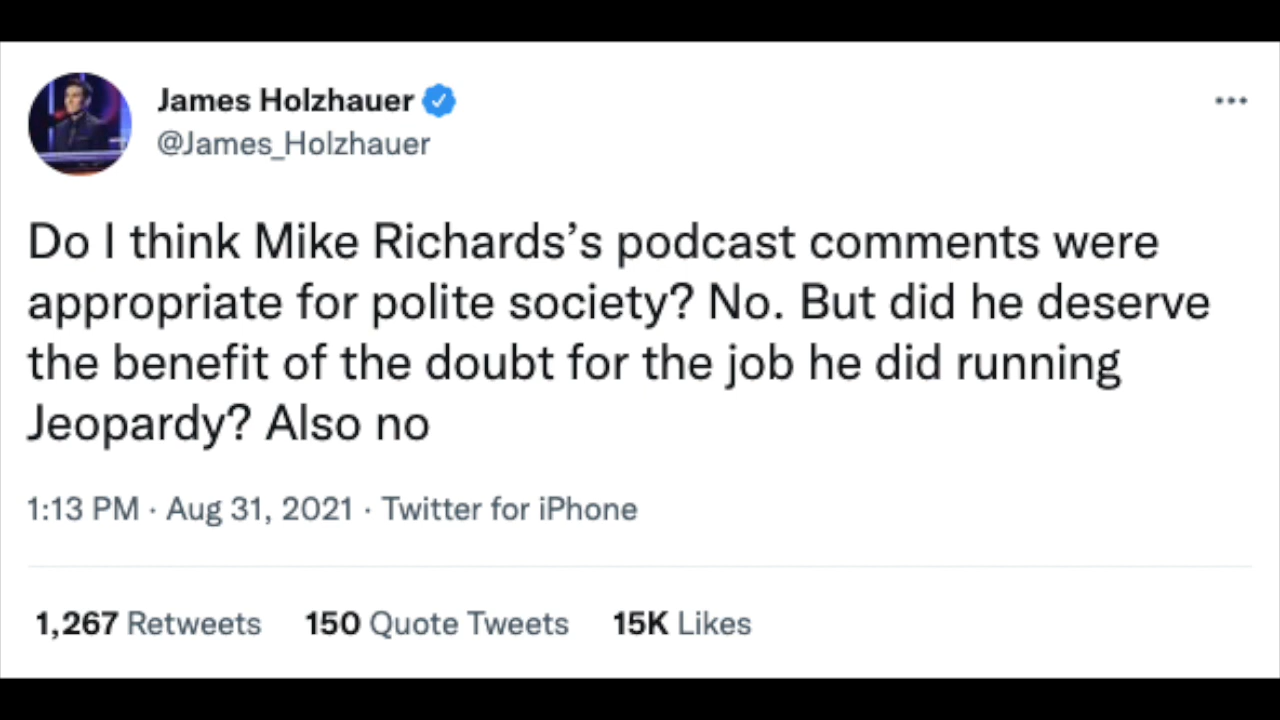 James Holzhauer
@James_Holzhauer
Do I think Mike Richards’s podcast comments were
appropriate for polite society? No. But did he deserve
the benefit of the doubt for the job he did running
Jeopardy? Also no
1:13 PM · Aug 31, 2021 · Twitter for iPhone
1,267 Retweets 150 Quote Tweets 15K Likes